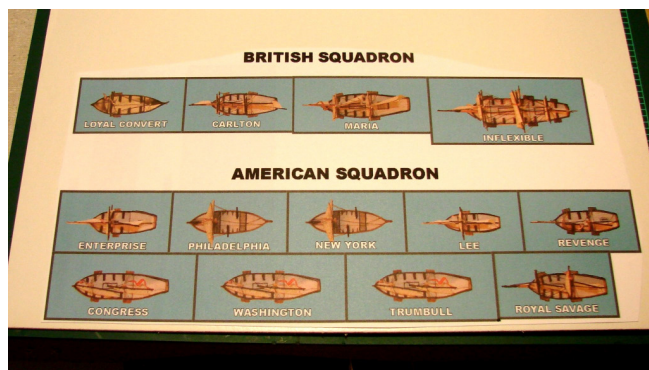 BRITISH SQUADRON
LOYAL CONVERT CARLTON MARIA INFLEXIBLE
AMERICAN SQUADRON
ENTERPRISE PHILADELPHIA NEW YORK LEE REVENGE
CONGRESS WASHINGTON TRUMBULL ROYAL SAVAGE